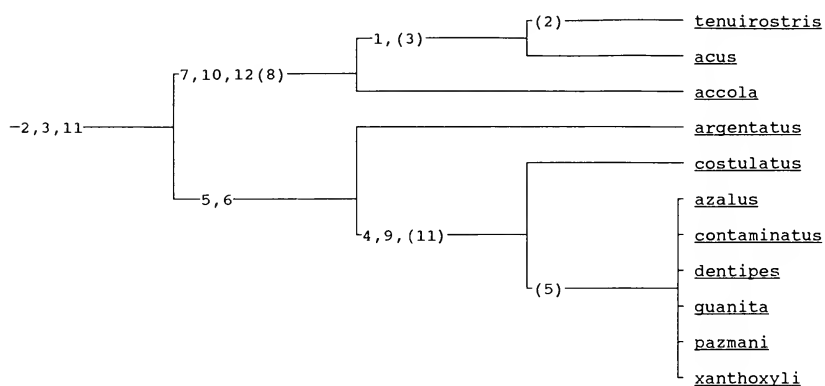 (2) tenuirostris
1,(3)
acus
7,10,12(8)
accola
2,3,11
argentatus
costulatus
5,6
azalus
4,9,(11)
contaminatus
dentipes
(5)
guanita
pazmani
xanthoxyli